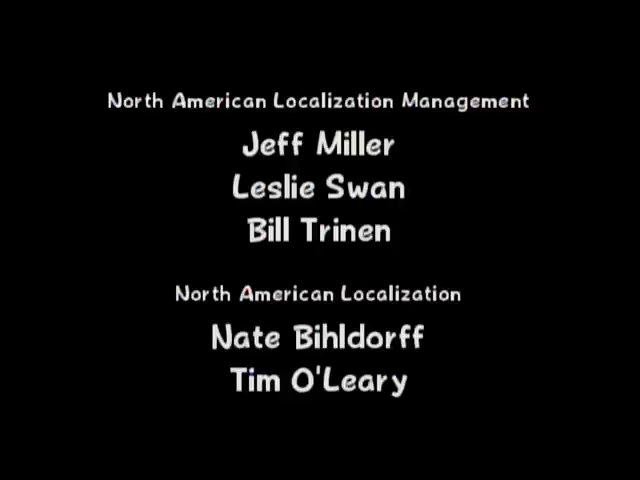 North American Localization Management
Jeff Miller
Leslie Swan
Bill Trinen
North American Localization
Nate Bihldorff
Tim O'Leary